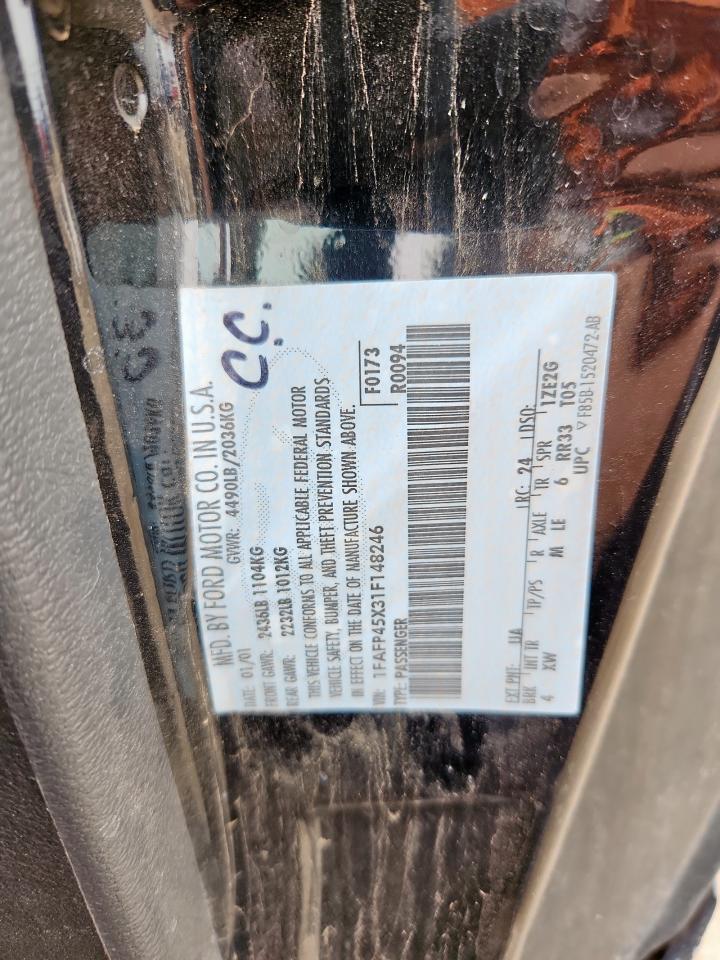 MFD. BY FORD MOTOR CO. IN U.S.A.
C.C.
DATE: 01/01 GVWR: 4490LB/2036KG
FRONT GAWR: 2436LB 1104KG
REAR GAWR: 2232LB 1012KG
THIS VEHICLE CONFORMS TO ALL APPLICABLE FEDERAL MOTOR
VEHICLE SAFETY, BUMPER, AND THEFT PREVENTION STANDARDS
IN EFFECT ON THE DATE OF MANUFACTURE SHOWN ABOVE.
VIN: 1FAFP45X31F148246
TYPE: PASSENGER
F0173
R0094
EXT PNT: UA RC: 24 DSO:
BRK INT TR TP/PS R AXLE TR SPR 1ZE2G
4 XW M LE 6 RR33 T05
UPC ▽ F85B-1520472-AB